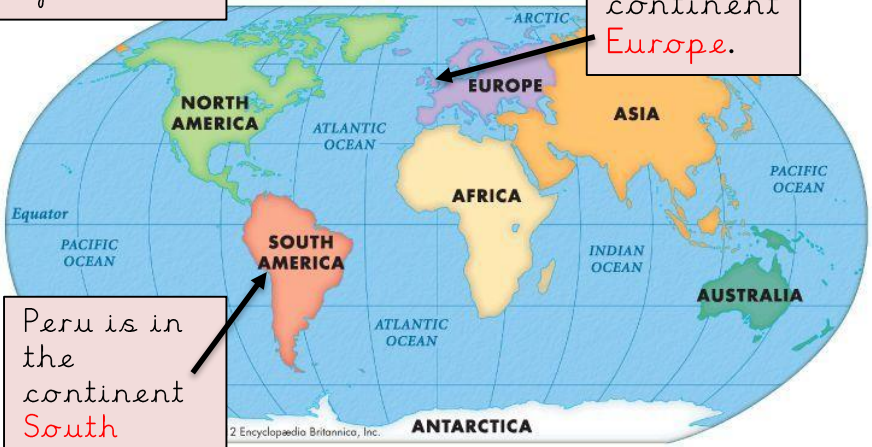 continent
Europe.
ARCTIC
NORTH
AMERICA
EUROPE
ASIA
ATLANTIC
OCEAN
PACIFIC
OCEAN
AFRICA
Equator
PACIFIC
OCEAN
SOUTH
AMERICA
INDIAN
OCEAN
AUSTRALIA
ATLANTIC
OCEAN
Peru is in
the
continent
South
2 Encyclopædia Britannica, Inc.
ANTARCTICA